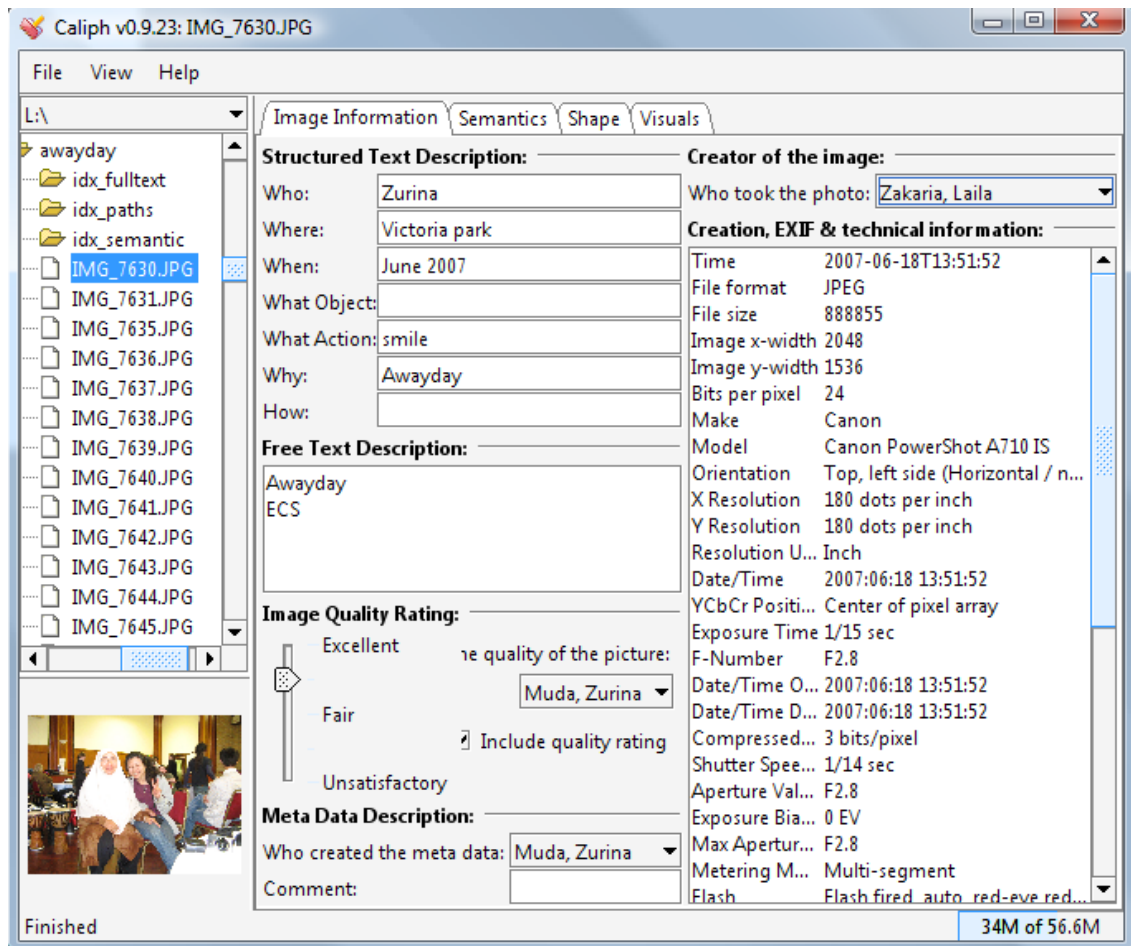 Caliph v0.9.23: IMG_7630.JPG
File View Help
L:\
awayday
idx_fulltext
idx_paths
idx_semantic
IMG_7630.JPG
IMG_7631.JPG
IMG_7635.JPG
IMG_7636.JPG
IMG_7637.JPG
IMG_7638.JPG
IMG_7639.JPG
IMG_7640.JPG
IMG_7641.JPG
IMG_7642.JPG
IMG_7643.JPG
IMG_7644.JPG
IMG_7645.JPG
Image Information Semantics Shape Visuals
Structured Text Description:
Who: Zurina
Where: Victoria park
When: June 2007
What Object:
What Action: smile
Why: Awayday
How:
Free Text Description:
Awayday
ECS
Image Quality Rating:
Excellent
Fair
Unsatisfactory
ne quality of the picture:
Muda, Zurina
Include quality rating
Meta Data Description:
Who created the meta data: Muda, Zurina
Comment:
Creator of the image:
Who took the photo: Zakaria, Laila
Creation, EXIF & technical information:
Time 2007-06-18T13:51:52
File format JPEG
File size 888855
Image x-width 2048
Image y-width 1536
Bits per pixel 24
Make Canon
Model Canon PowerShot A710 IS
Orientation Top, left side (Horizontal / n...
X Resolution 180 dots per inch
Y Resolution 180 dots per inch
Resolution U... Inch
Date/Time 2007:06:18 13:51:52
YCbCr Positi... Center of pixel array
Exposure Time 1/15 sec
F-Number F2.8
Date/Time O... 2007:06:18 13:51:52
Date/Time D... 2007:06:18 13:51:52
Compressed... 3 bits/pixel
Shutter Spee... 1/14 sec
Aperture Val... F2.8
Exposure Bia... 0 EV
Max Apertur... F2.8
Metering M... Multi-segment
Flash Flash fired, auto, red-eye red...
Finished
34M of 56.6M